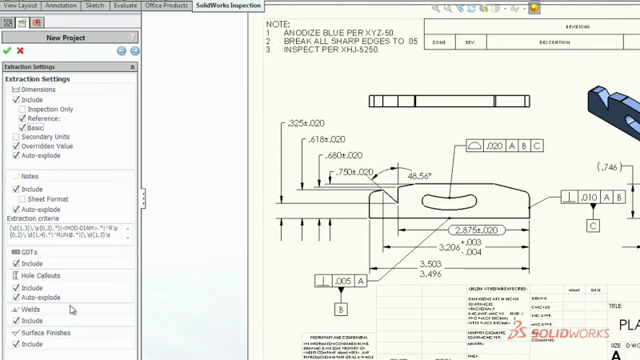 View Layout
Annotation
Sketch
Evaluate
Office Products
SolidWorks Inspection
New Project
Extraction Settings
Extraction Settings
Dimensions
Include
Inspection Only
Reference:
Basic
Secondary Units
Overridden Value
Auto-explode
Notes
Include
Sheet Format
Auto-explode
Extraction criteria
GDTs
Include
Hole Callouts
Include
Auto-explode
Welds
Include
Surface Finishes
Include
NOTE:
1. ANODIZE BLUE PER XYZ-50.
2. BREAK ALL SHARP EDGES TO .05
3. INSPECT PER XHJ-5250.
REVISIONS
ZONE REV. DESCRIPTION
.325±.020
.618±.020
.680±.020
.750±.020
48.56°
.020 A B C
(.746)
.010 A B
C
2.875±.020
3.206 +.003 -.004
3.503
3.496
.005 A
B
NAME DATE
TITLE:
PLA
SOLIDWORKS
A